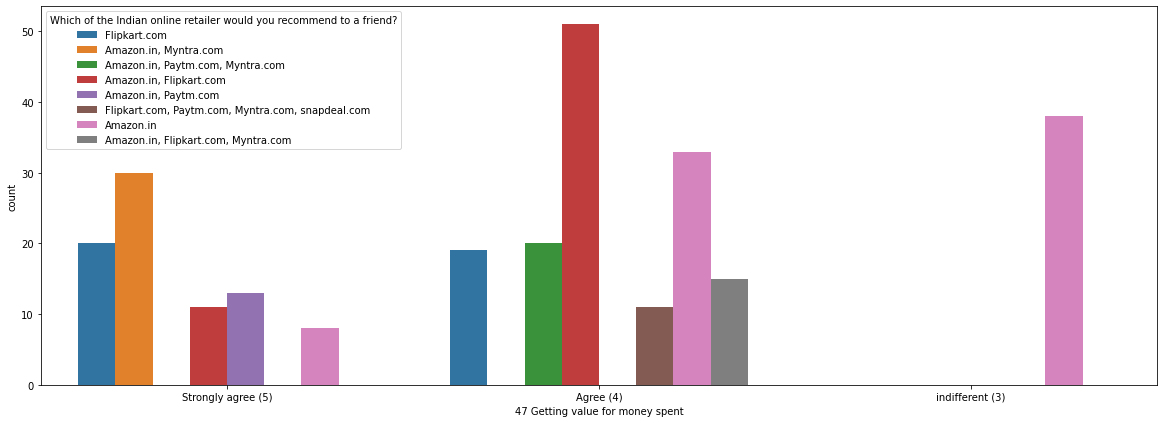 Which of the Indian online retailer would you recommend to a friend?
Flipkart.com
Amazon.in, Myntra.com
Amazon.in, Paytm.com, Myntra.com
Amazon.in, Flipkart.com
Amazon.in, Paytm.com
Flipkart.com, Paytm.com, Myntra.com, snapdeal.com
Amazon.in
Amazon.in, Flipkart.com, Myntra.com
50
40
30
20
10
0
count
Strongly agree (5)
Agree (4)
indifferent (3)
47 Getting value for money spent